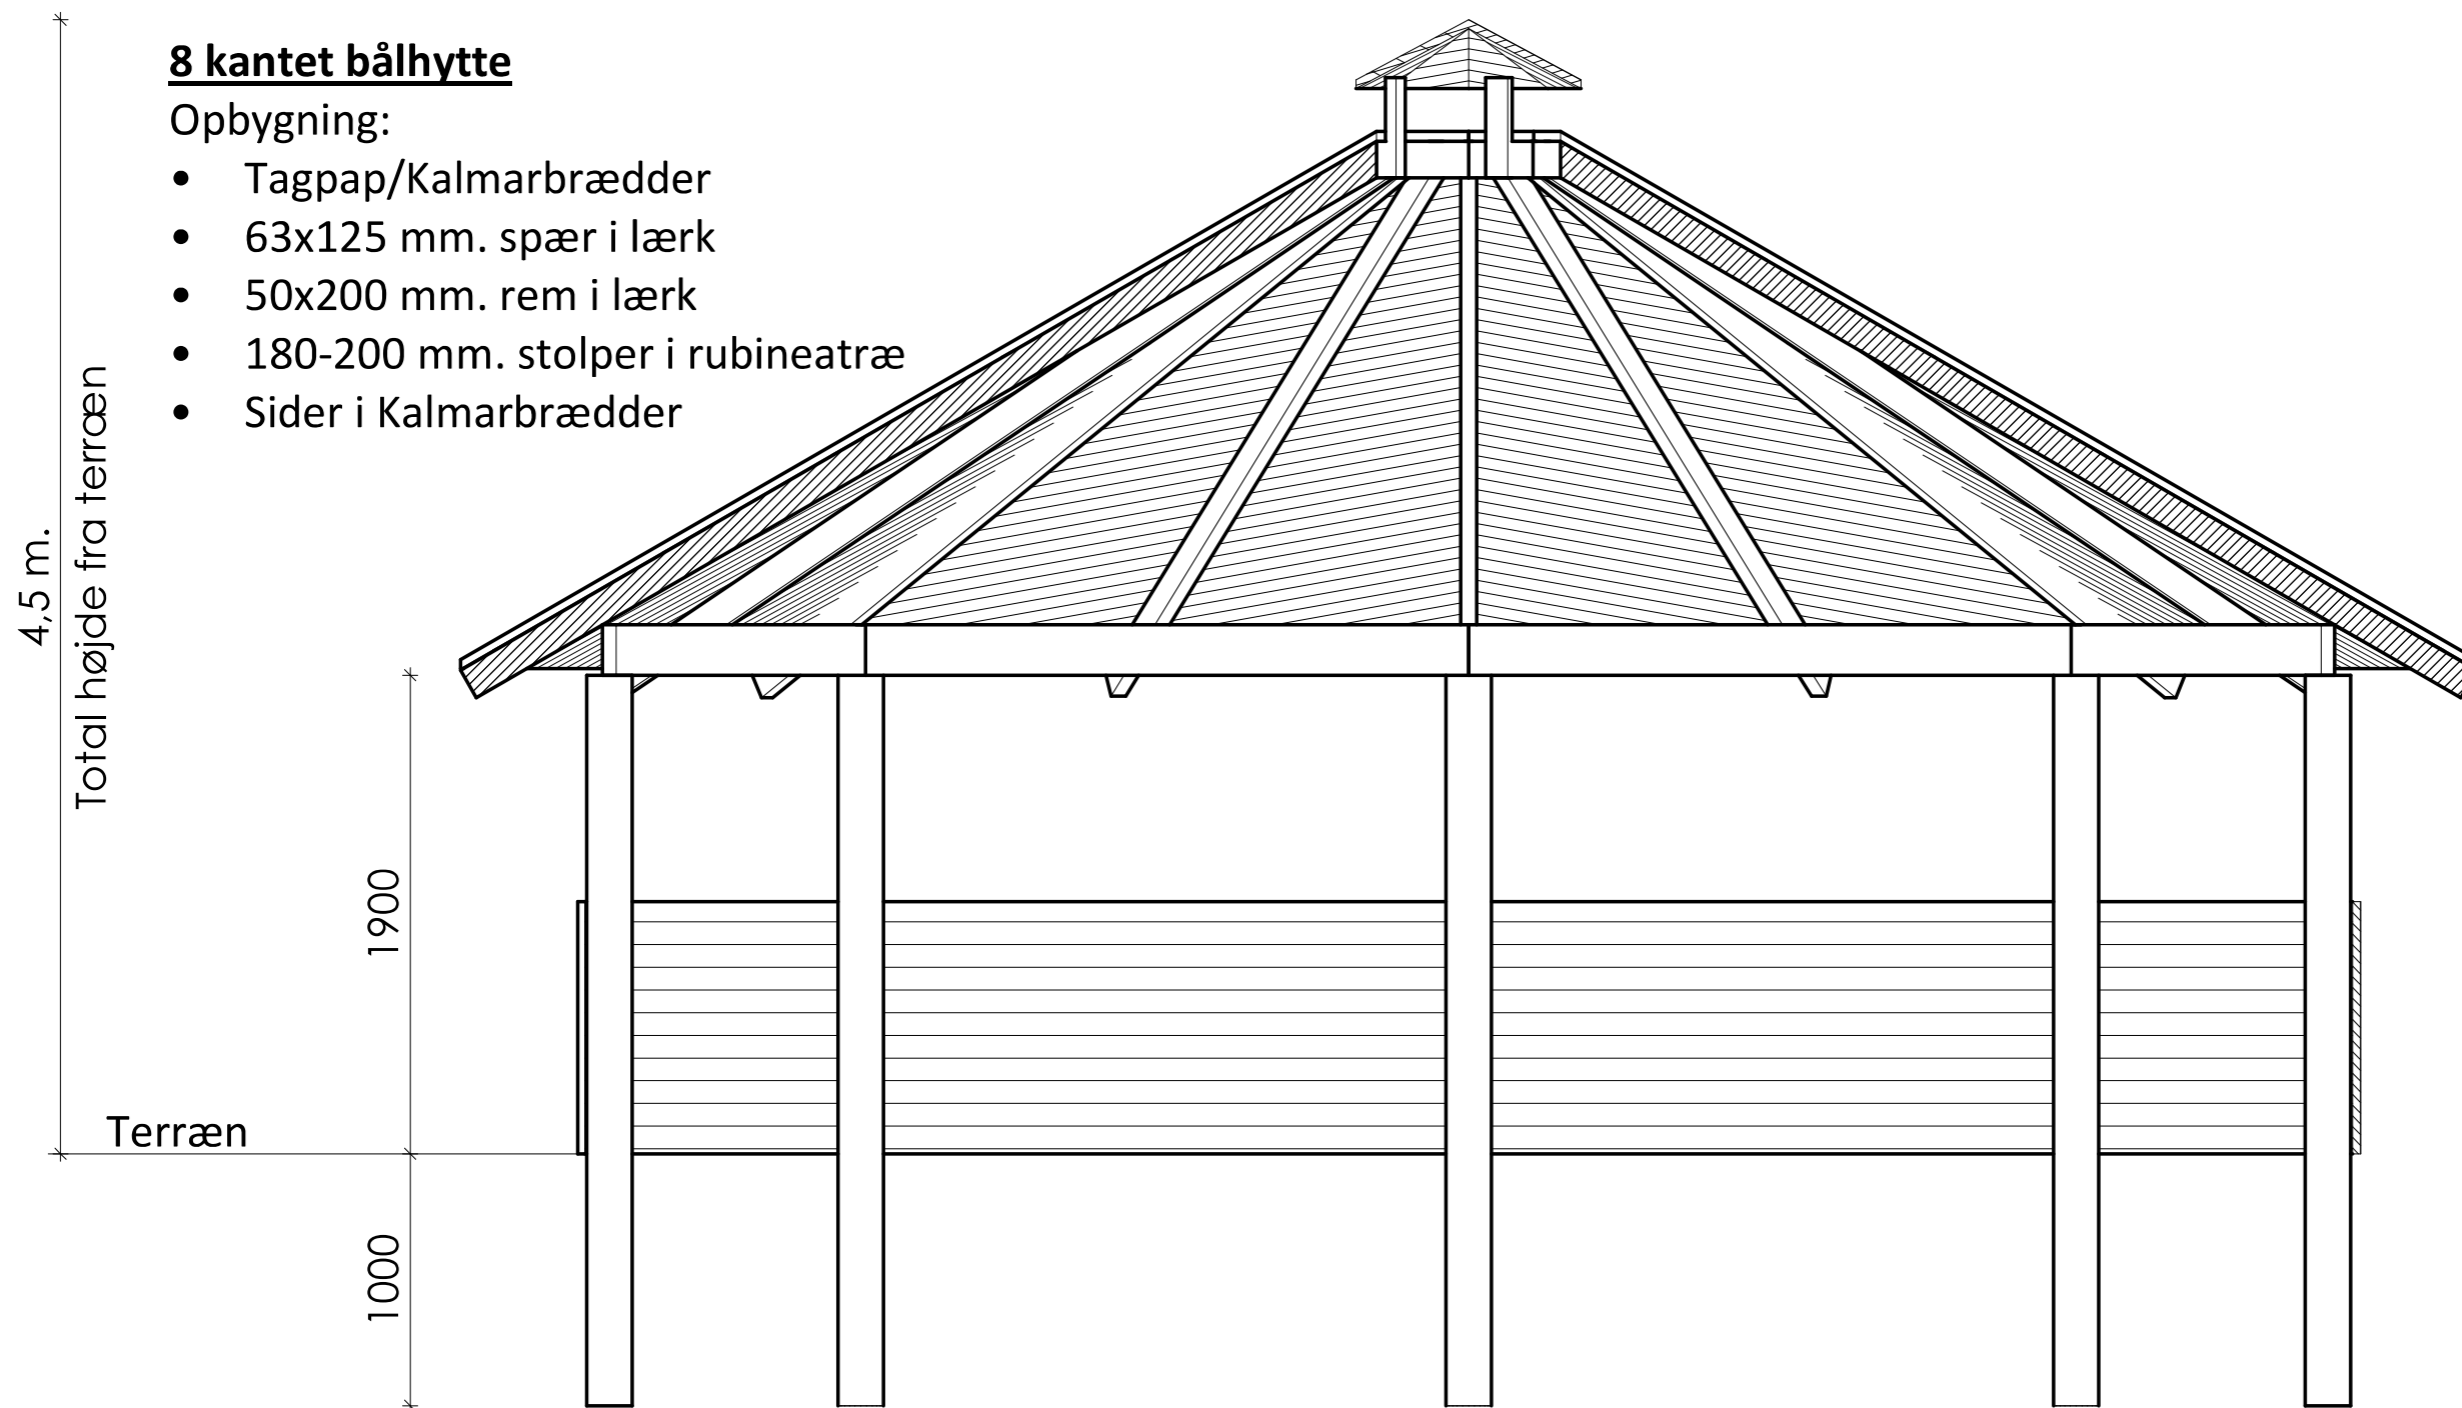 8 kantet bålhytte
Opbygning:
• Tagpap/Kalmarbrædder
• 63x125 mm. spær i lærk
• 50x200 mm. rem i lærk
• 180-200 mm. stolper i rubineatræ
• Sider i Kalmarbrædder
4,5 m.
Total højde fra terræn
1900
Terræn
1000